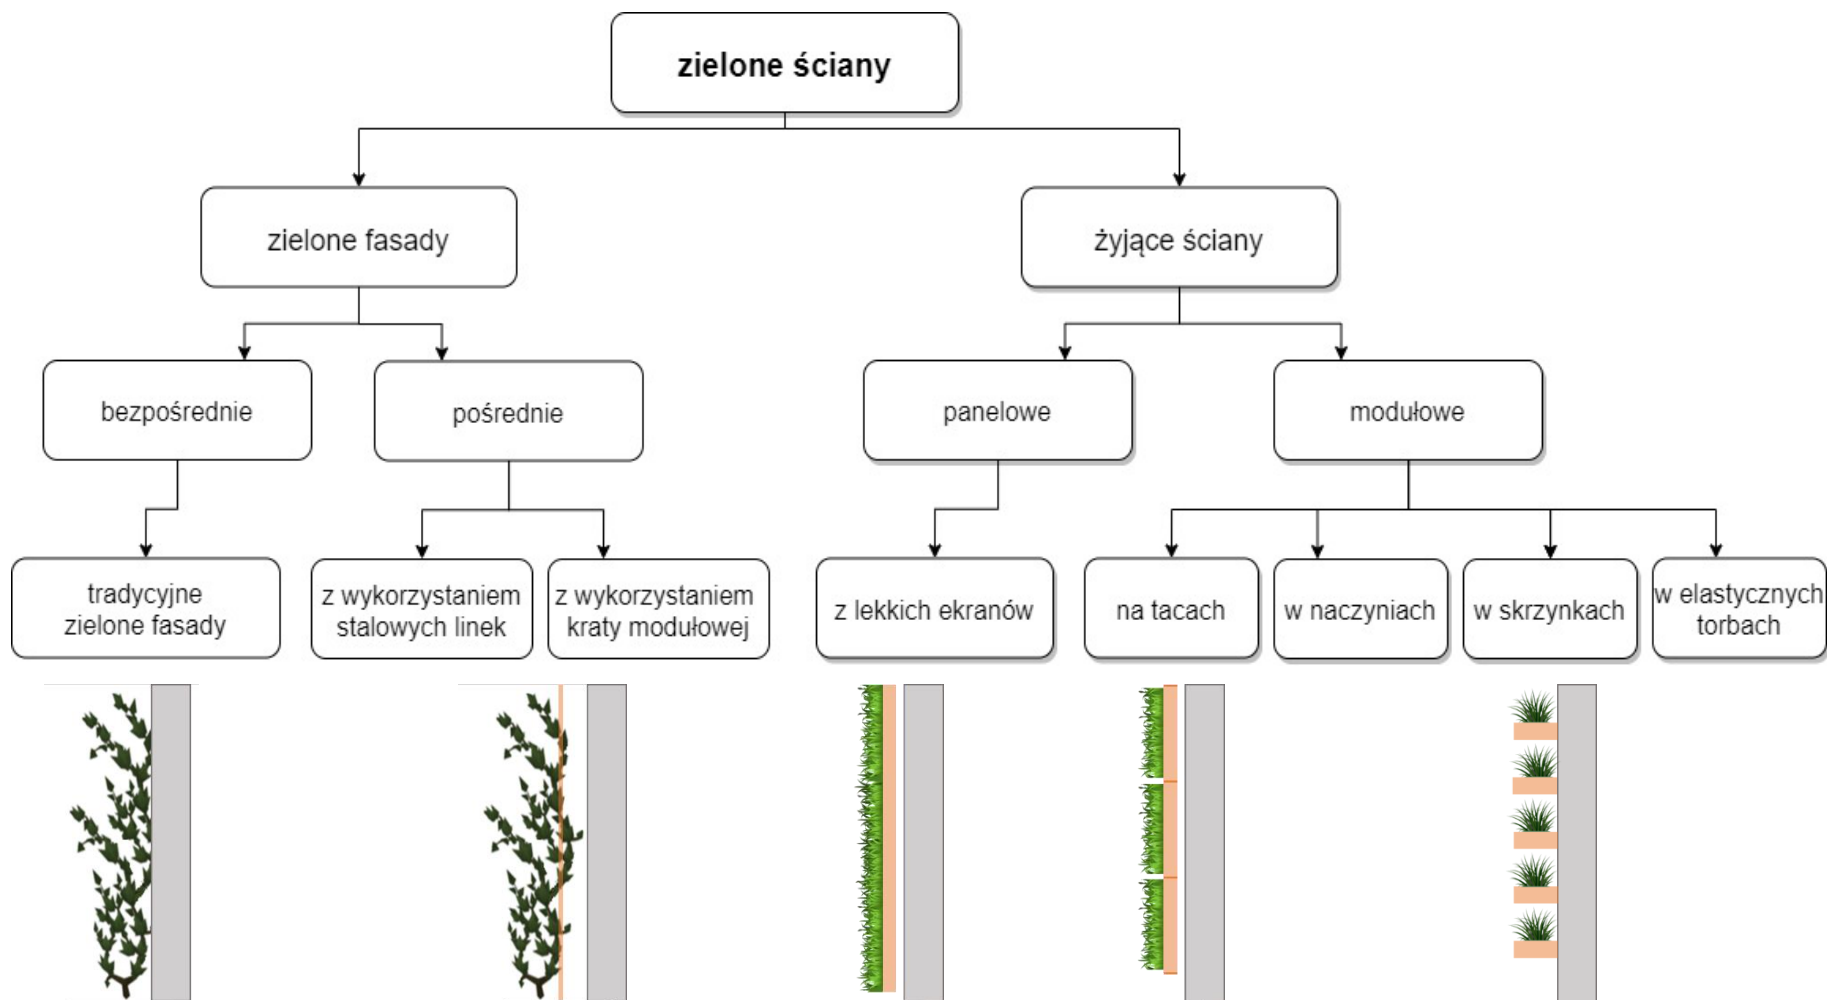 zielone ściany
zielone fasady
żyjące ściany
bezpośrednie
pośrednie
panelowe
modułowe
tradycyjne
zielone fasady
z wykorzystaniem
stalowych linek
z wykorzystaniem
kraty modułowej
z lekkich ekranów
na tacach
w naczyniach
w skrzynkach
w elastycznych
torbach